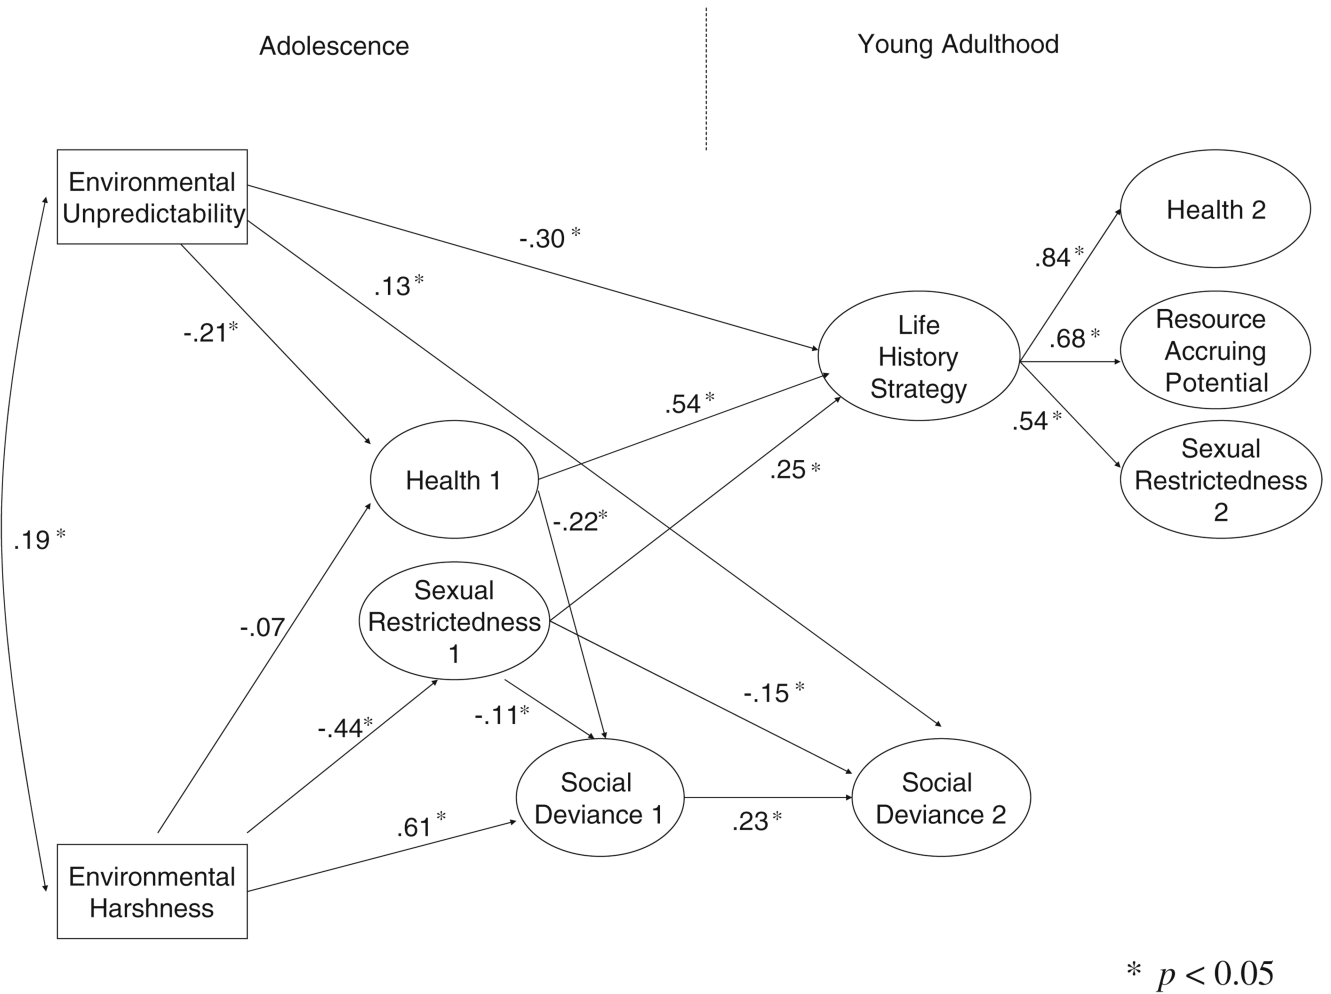 Adolescence
Young Adulthood
Environmental
Unpredictability
Health 2
-.30 *
.84 *
.13 *
-.21 *
Life
History
Strategy
Resource
Accruing
Potential
.68 *
.54 *
.54 *
Sexual
Restrictedness
2
Health 1
.25 *
-.22 *
.19 *
Sexual
Restrictedness
1
-.07
-.15 *
-.44 *
-.11 *
Social
Deviance 1
Social
Deviance 2
.61 *
.23 *
Environmental
Harshness
* p < 0.05